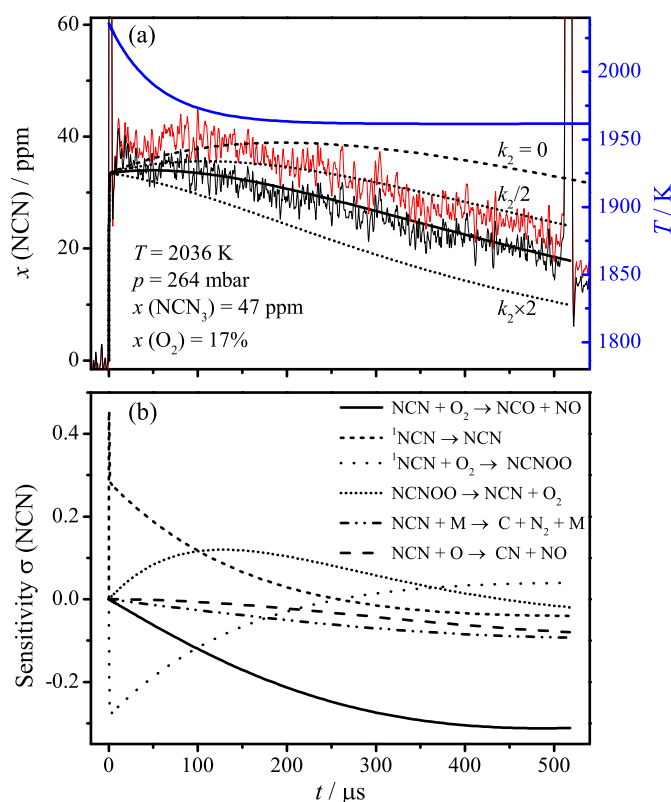 (a)
60
40
20
0
x (NCN) / ppm
2000
1950
1900
1850
1800
T / K
k₂ = 0
k₂/2
k₂×2
T = 2036 K
p = 264 mbar
x (NCN₃) = 47 ppm
x (O₂) = 17%
(b)
NCN + O₂ → NCO + NO
¹NCN → NCN
¹NCN + O₂ → NCNOO
NCNOO → NCN + O₂
NCN + M → C + N₂ + M
NCN + O → CN + NO
0.4
0.2
0.0
-0.2
Sensitivity σ (NCN)
0 100 200 300 400 500
t / μs